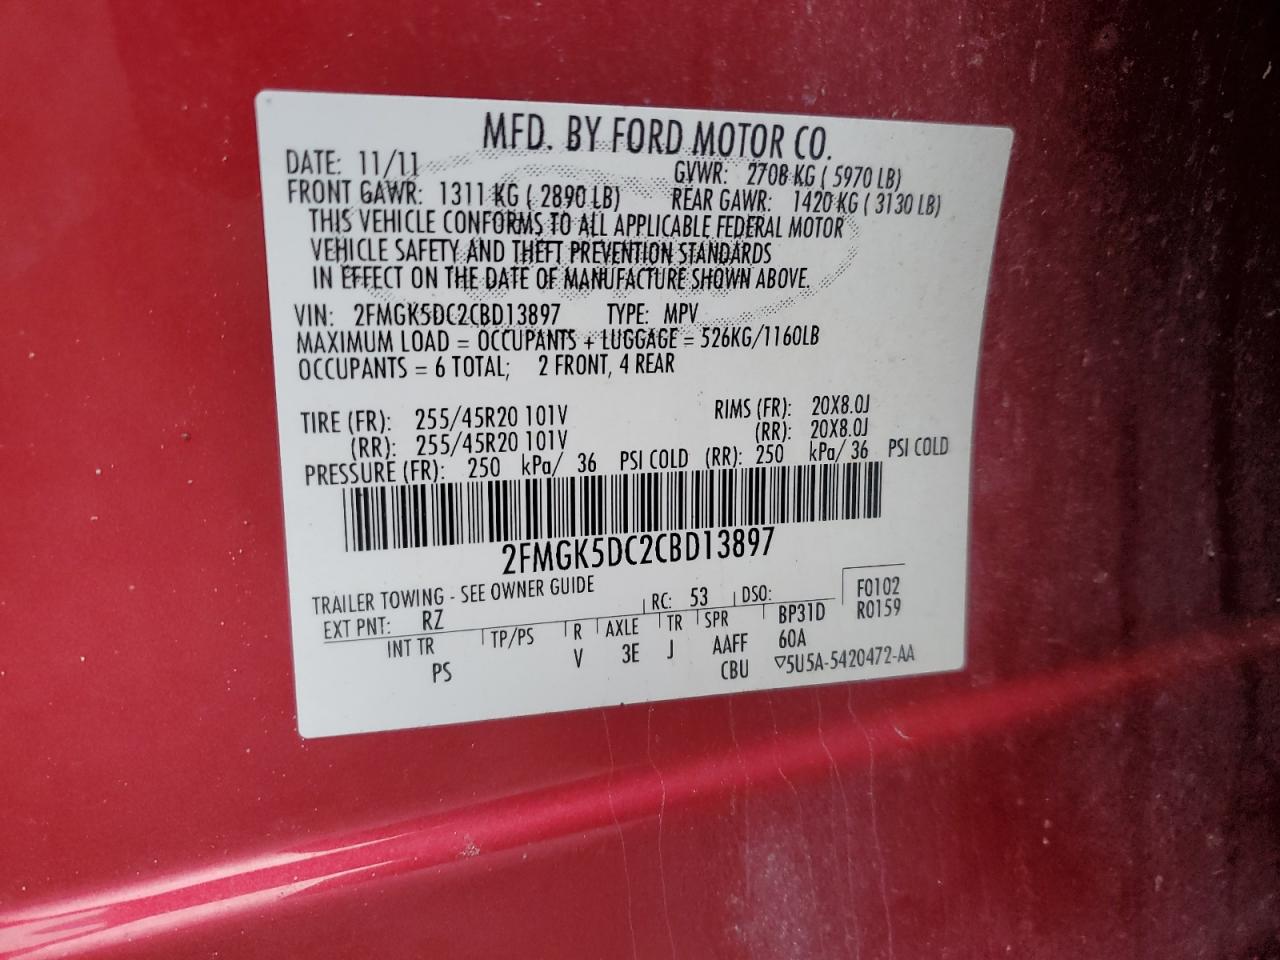 MFD. BY FORD MOTOR CO.
DATE: 11/11 GVWR: 2708 KG ( 5970 LB)
FRONT GAWR: 1311 KG ( 2890 LB) REAR GAWR: 1420 KG ( 3130 LB)
THIS VEHICLE CONFORMS TO ALL APPLICABLE FEDERAL MOTOR
VEHICLE SAFETY AND THEFT PREVENTION STANDARDS
IN EFFECT ON THE DATE OF MANUFACTURE SHOWN ABOVE.
VIN: 2FMGK5DC2CBD13897 TYPE: MPV
MAXIMUM LOAD = OCCUPANTS + LUGGAGE = 526KG/1160LB
OCCUPANTS = 6 TOTAL; 2 FRONT, 4 REAR
TIRE (FR): 255/45R20 101V RIMS (FR): 20X8.0J
(RR): 255/45R20 101V (RR): 20X8.0J
PRESSURE (FR): 250 kPa/ 36 PSI COLD (RR): 250 kPa/ 36 PSI COLD
2FMGK5DC2CBD13897
TRAILER TOWING - SEE OWNER GUIDE
EXT PNT: RZ RC: 53 DSO: F0102
INT TR TP/PS R AXLE TR SPR BP31D R0159
PS V 3E J AAFF 60A
CBU ▽5U5A-5420472-AA